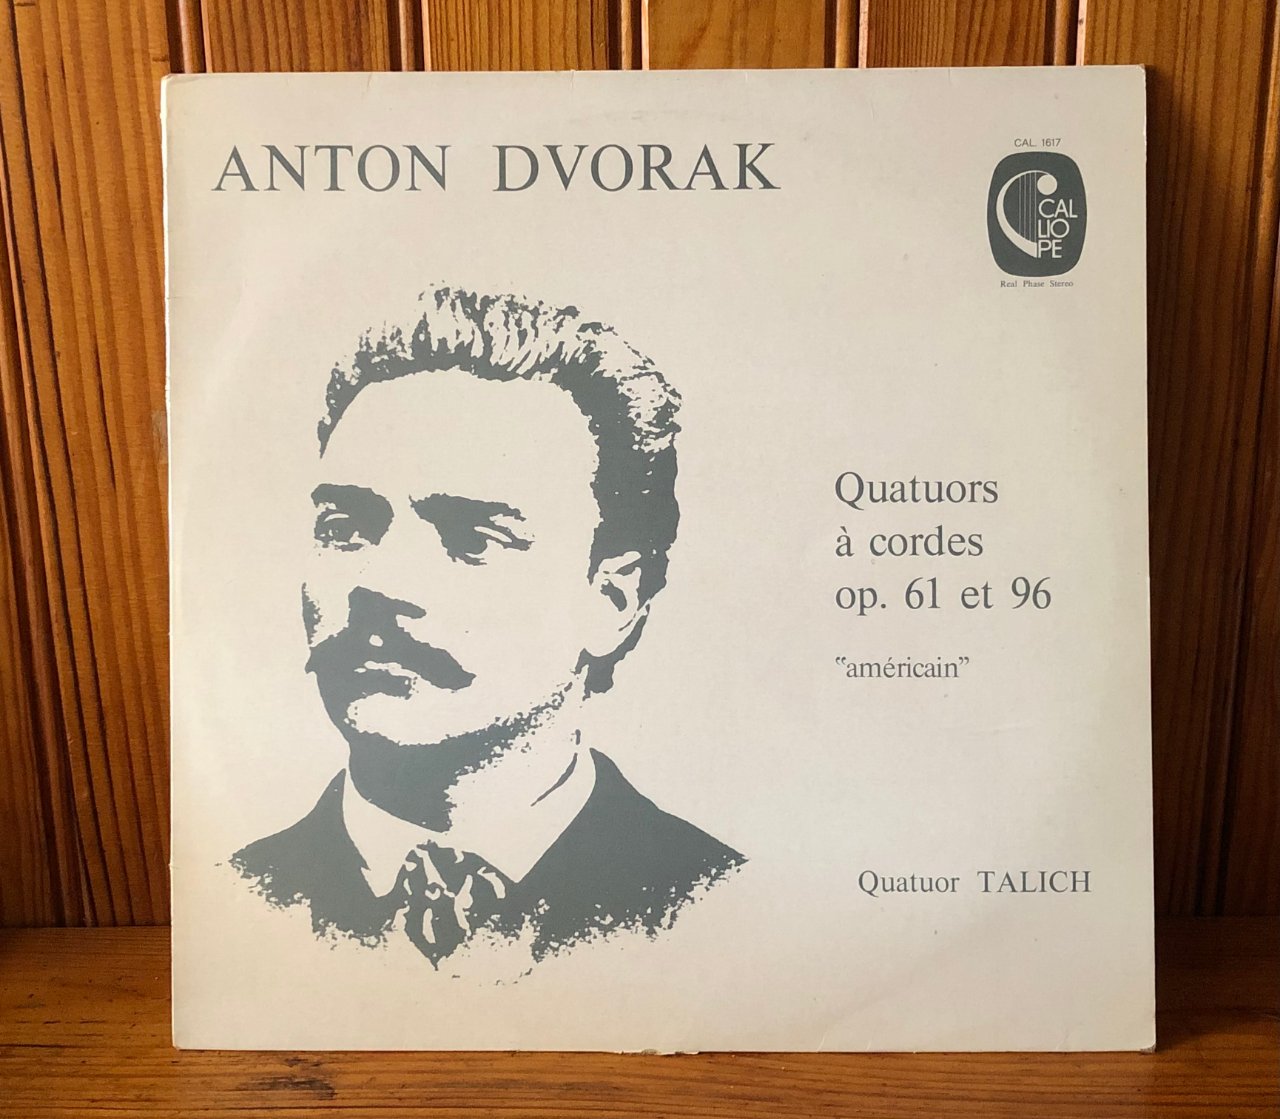 ANTON DVORAK
CAL. 1617
CAL
LIO
PE
Real Phase Stereo
Quatuors
à cordes
op. 61 et 96
“américain”
Quatuor TALICH